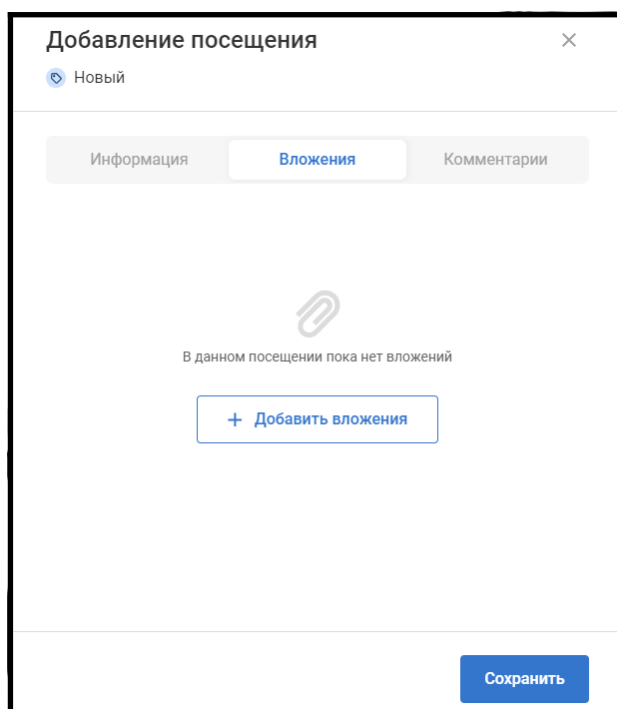 Добавление посещения
Новый
Информация Вложения Комментарии
В данном посещении пока нет вложений
+ Добавить вложения
Сохранить